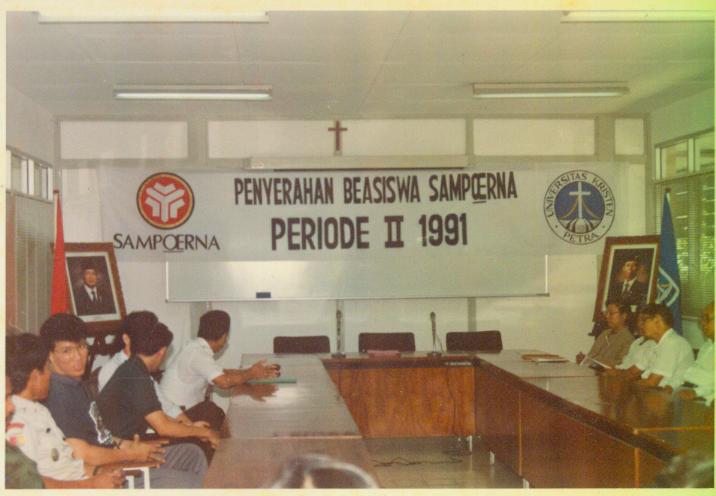 PENYERAHAN BEASISWA SAMPOERNA
PERIODE II 1991
SAMPOERNA
UNIVERSITAS KRISTEN
PETRA